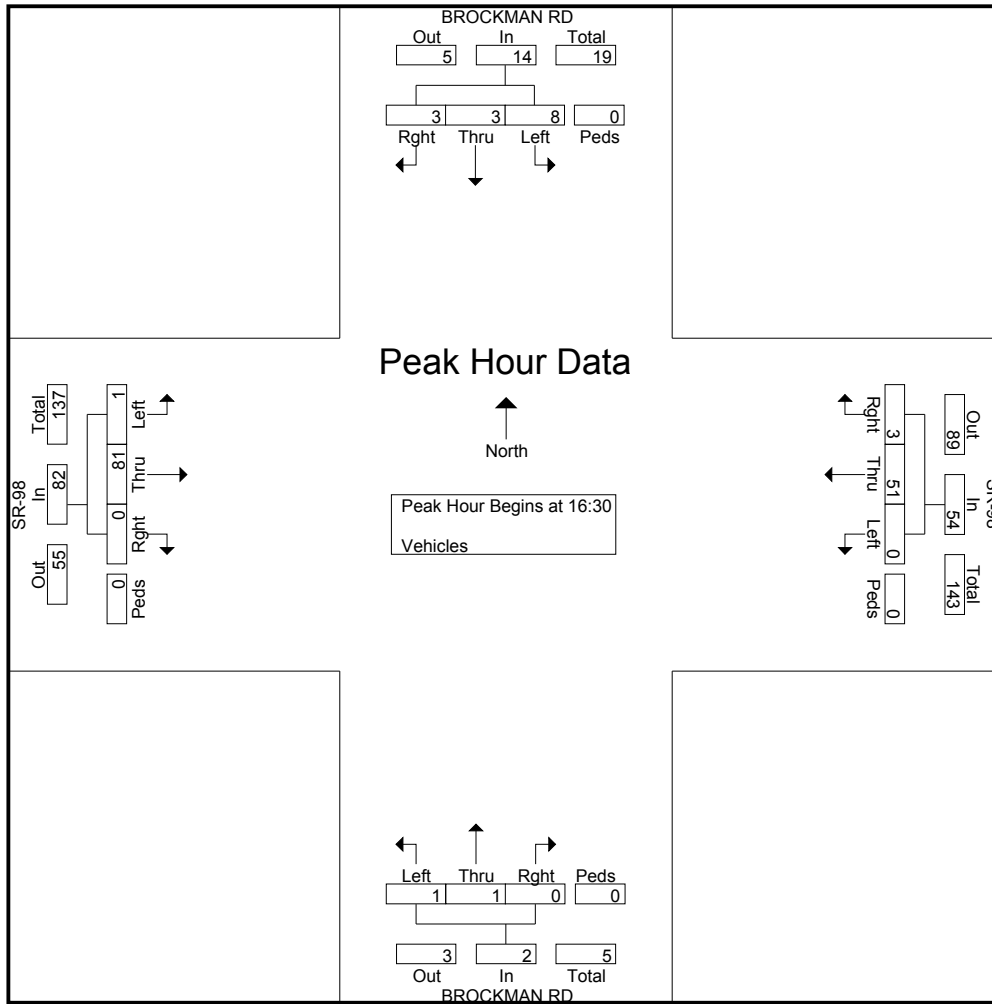 BROCKMAN RD
Out In Total
5 14 19
3 3 8 0
Rght Thru Left Peds
Peak Hour Data
North
Peak Hour Begins at 16:30
Vehicles
SR-98
Total In Out
137 82 55
1 81 0 0
Left Thru Rght Peds
SR-98
Out In Total
89 54 143
3 51 0 0
Rght Thru Left Peds
Left Thru Rght Peds
1 1 0 0
3 2 5
Out In Total
BROCKMAN RD